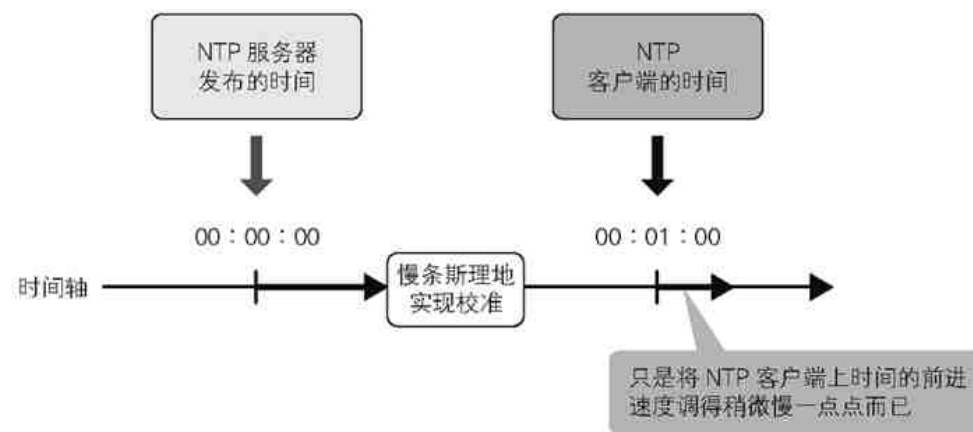 NTP 服务器
发布的时间
NTP
客户端的时间
00：00：00
00：01：00
时间轴
慢条斯理地
实现校准
只是将 NTP 客户端上时间的前进
速度调得稍微慢一点点而已